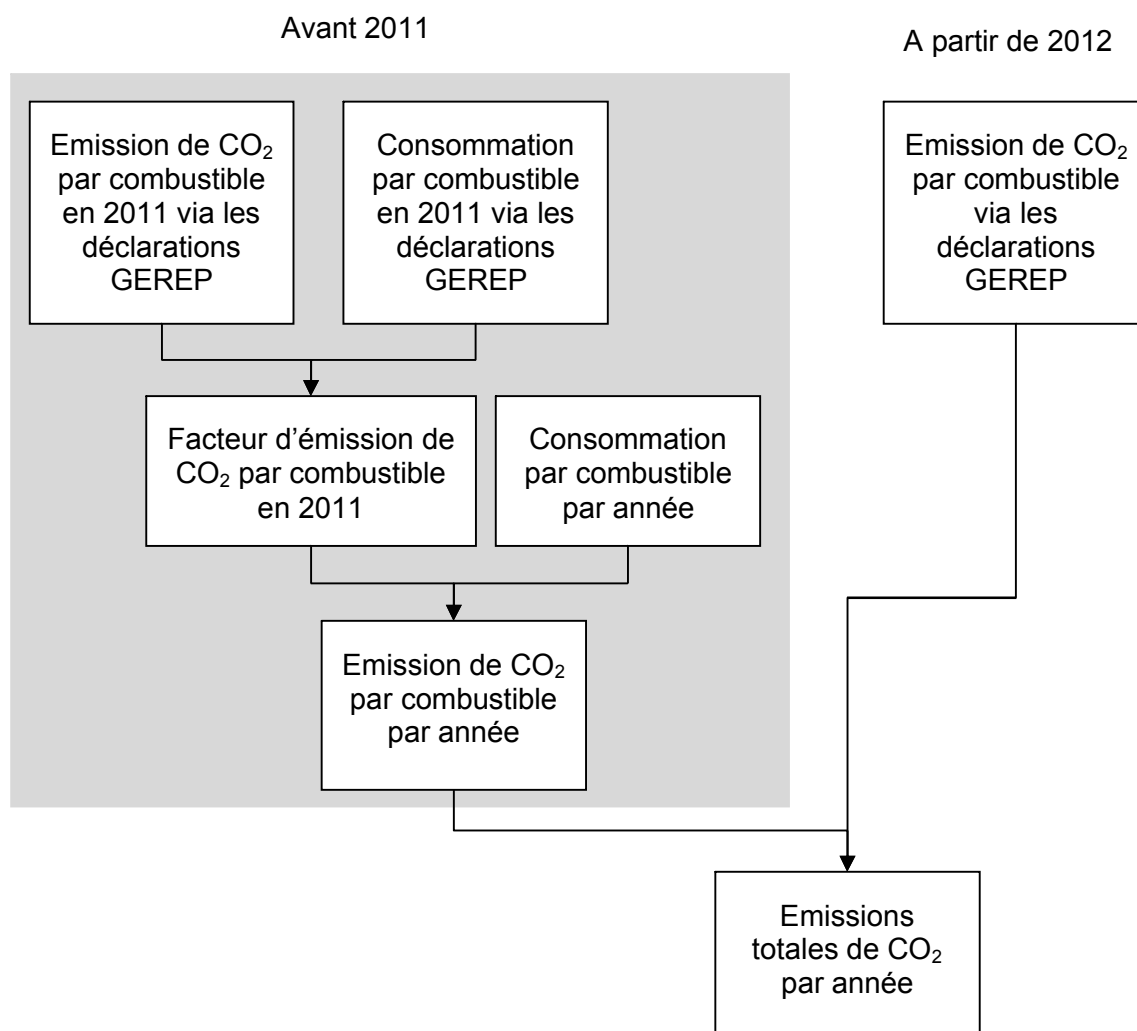 Avant 2011
A partir de 2012
Emission de CO₂
par combustible
en 2011 via les
déclarations
GEREP
Consommation
par combustible
en 2011 via les
déclarations
GEREP
Emission de CO₂
par combustible
via les
déclarations
GEREP
Facteur d’émission de
CO₂ par combustible
en 2011
Consommation
par combustible
par année
Emission de CO₂
par combustible
par année
Emissions
totales de CO₂
par année